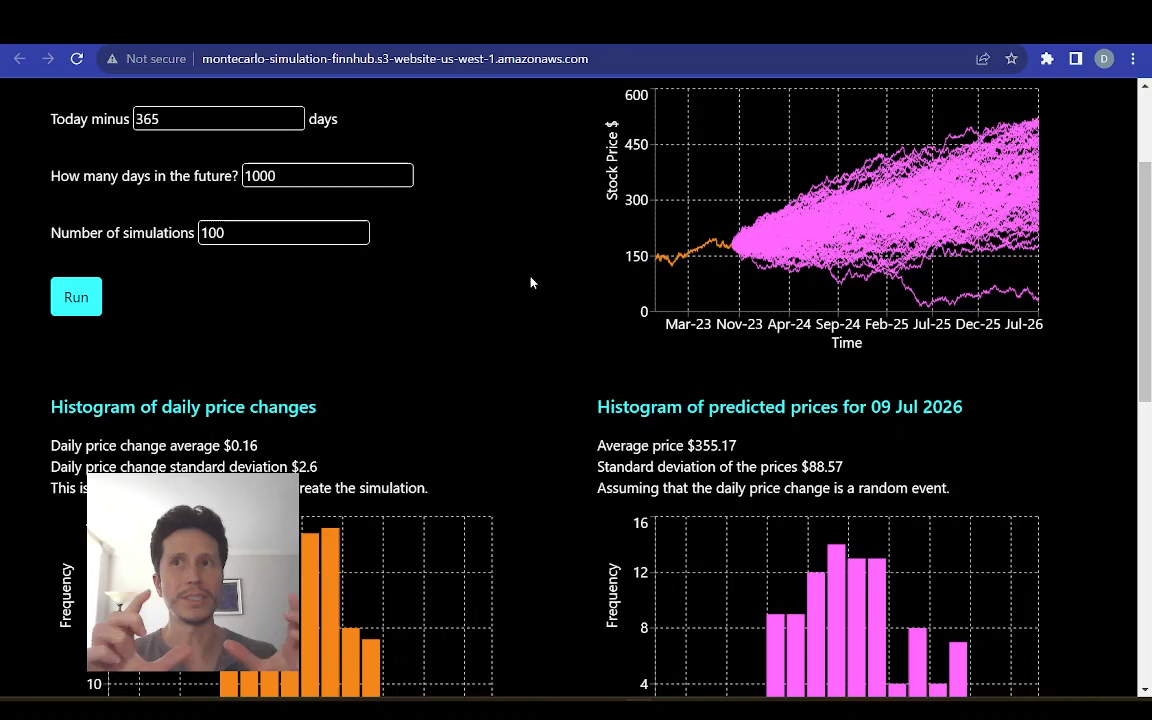 Not secure
montecarlo-simulation-finnhub.s3-website-us-west-1.amazonaws.com
D
Today minus 365 days
How many days in the future? 1000
Number of simulations 100
Run
600
450
300
150
0
Stock Price $
Mar-23 Nov-23 Apr-24 Sep-24 Feb-25 Jul-25 Dec-25 Jul-26
Time
Histogram of daily price changes
Daily price change average $0.16
Daily price change standard deviation $2.6
This is reate the simulation.
Frequency
10
Histogram of predicted prices for 09 Jul 2026
Average price $355.17
Standard deviation of the prices $88.57
Assuming that the daily price change is a random event.
16
12
8
4
Frequency